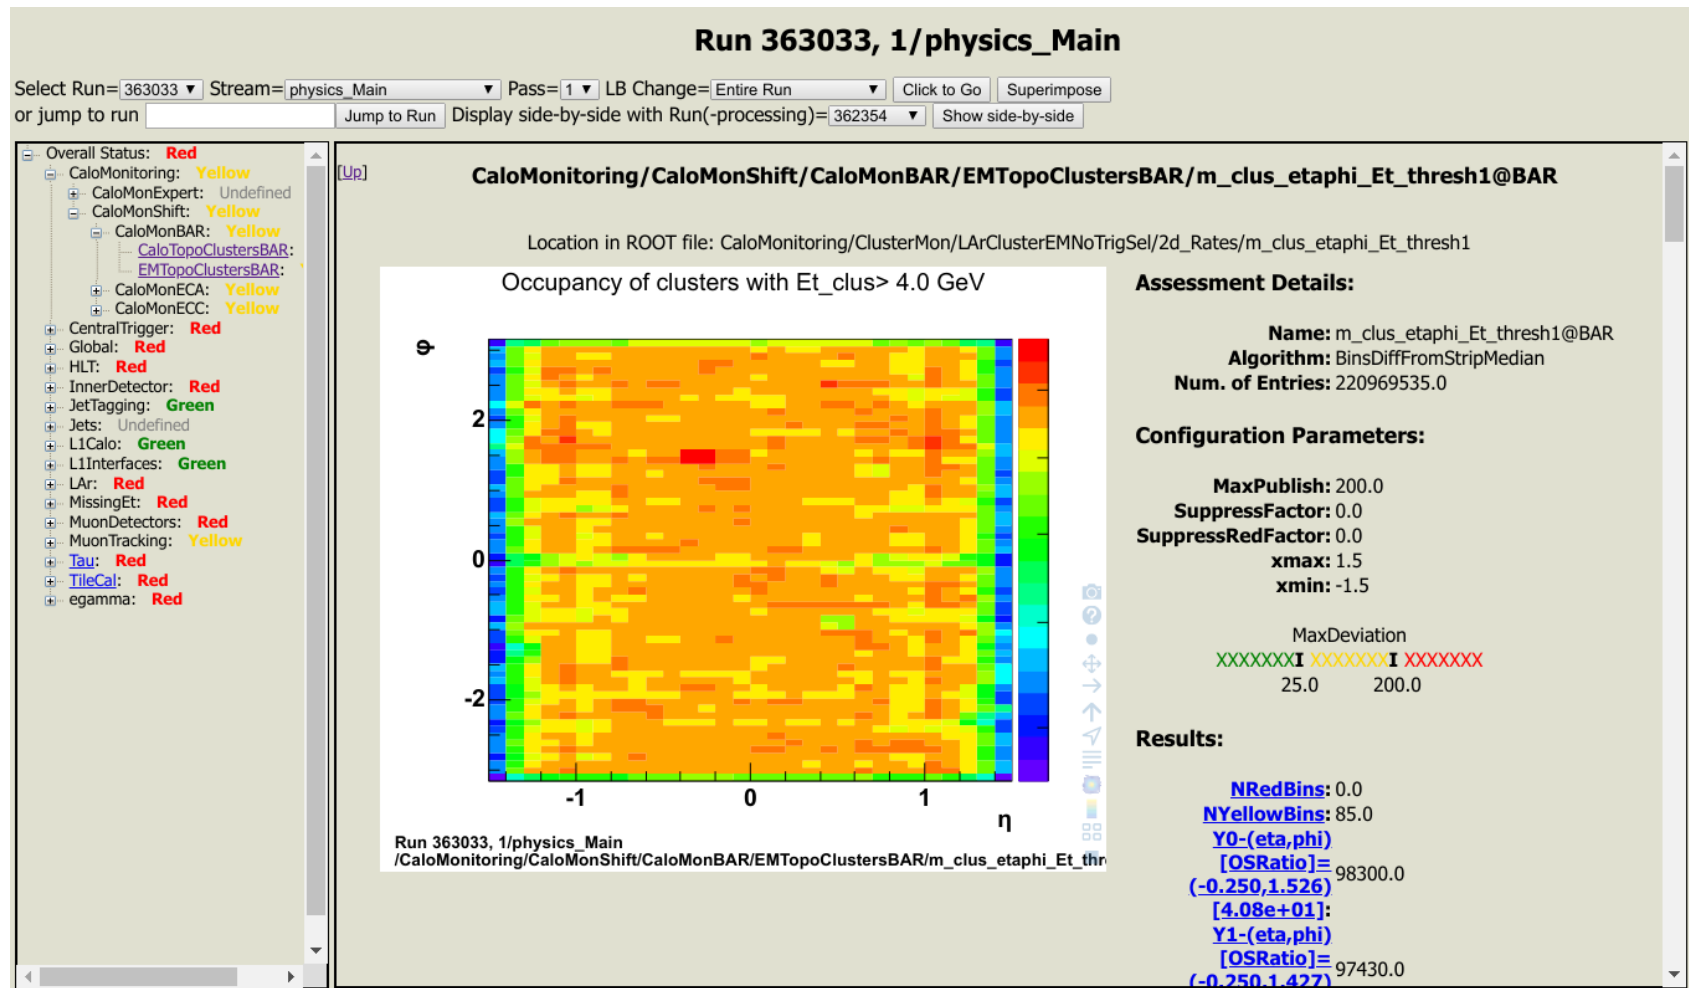 Run 363033, 1/physics_Main
Select Run= 363033 ▼ Stream= physics_Main ▼ Pass= 1 ▼ LB Change= Entire Run ▼ Click to Go Superimpose
or jump to run Jump to Run Display side-by-side with Run(-processing)= 362354 ▼ Show side-by-side
Overall Status: Red
CaloMonitoring: Yellow
CaloMonExpert: Undefined
CaloMonShift: Yellow
CaloMonBAR: Yellow
CaloTopoClustersBAR:
EMTopoClustersBAR:
CaloMonECA: Yellow
CaloMonECC: Yellow
CentralTrigger: Red
Global: Red
HLT: Red
InnerDetector: Red
JetTagging: Green
Jets: Undefined
L1Calo: Green
L1Interfaces: Green
LAr: Red
MissingEt: Red
MuonDetectors: Red
MuonTracking: Yellow
Tau: Red
TileCal: Red
egamma: Red
[Up]
CaloMonitoring/CaloMonShift/CaloMonBAR/EMTopoClustersBAR/m_clus_etaphi_Et_thresh1@BAR
Location in ROOT file: CaloMonitoring/ClusterMon/LArClusterEMNoTrigSel/2d_Rates/m_clus_etaphi_Et_thresh1
Occupancy of clusters with Et_clus> 4.0 GeV
φ
2
0
-2
-1 0 1
η
Run 363033, 1/physics_Main
/CaloMonitoring/CaloMonShift/CaloMonBAR/EMTopoClustersBAR/m_clus_etaphi_Et_thr
Assessment Details:
Name: m_clus_etaphi_Et_thresh1@BAR
Algorithm: BinsDiffFromStripMedian
Num. of Entries: 220969535.0
Configuration Parameters:
MaxPublish: 200.0
SuppressFactor: 0.0
SuppressRedFactor: 0.0
xmax: 1.5
xmin: -1.5
MaxDeviation
XXXXXXXI XXXXXXXI XXXXXXX
25.0 200.0
Results:
NRedBins: 0.0
NYellowBins: 85.0
Y0-(eta,phi)
[OSRatio]=
(-0.250,1.526) 98300.0
[4.08e+01]:
Y1-(eta,phi)
[OSRatio]= 97430.0
(-0.250,1.427)